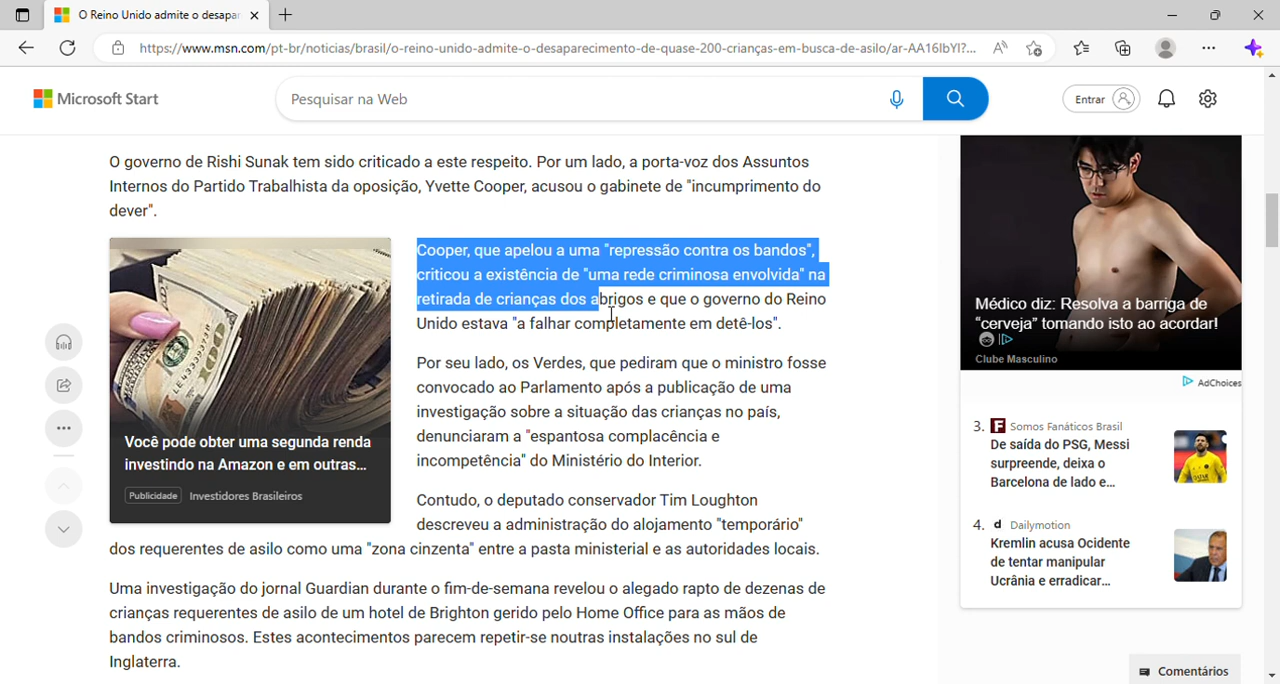 O Reino Unido admite o desapar
https://www.msn.com/pt-br/noticias/brasil/o-reino-unido-admite-o-desaparecimento-de-quase-200-crianças-em-busca-de-asilo/ar-AA16IbYI?...
Microsoft Start
Pesquisar na Web
Entrar
O governo de Rishi Sunak tem sido criticado a este respeito. Por um lado, a porta-voz dos Assuntos
Internos do Partido Trabalhista da oposição, Yvette Cooper, acusou o gabinete de "incumprimento do
dever".
Você pode obter uma segunda renda
investindo na Amazon e em outras...
Publicidade Investidores Brasileiros
Cooper, que apelou a uma "repressão contra os bandos",
criticou a existência de "uma rede criminosa envolvida" na
retirada de crianças dos abrigos e que o governo do Reino
Unido estava "a falhar completamente em detê-los".
Por seu lado, os Verdes, que pediram que o ministro fosse
convocado ao Parlamento após a publicação de uma
investigação sobre a situação das crianças no país,
denunciaram a "espantosa complacência e
incompetência" do Ministério do Interior.
Contudo, o deputado conservador Tim Loughton
descreveu a administração do alojamento "temporário"
dos requerentes de asilo como uma "zona cinzenta" entre a pasta ministerial e as autoridades locais.
Uma investigação do jornal Guardian durante o fim-de-semana revelou o alegado rapto de dezenas de
crianças requerentes de asilo de um hotel de Brighton gerido pelo Home Office para as mãos de
bandos criminosos. Estes acontecimentos parecem repetir-se noutras instalações no sul de
Inglaterra.
Médico diz: Resolva a barriga de
“cerveja” tomando isto ao acordar!
Clube Masculino
AdChoices
3. F Somos Fanáticos Brasil
De saída do PSG, Messi
surpreende, deixa o
Barcelona de lado e...
4. d Dailymotion
Kremlin acusa Ocidente
de tentar manipular
Ucrânia e erradicar...
Comentários